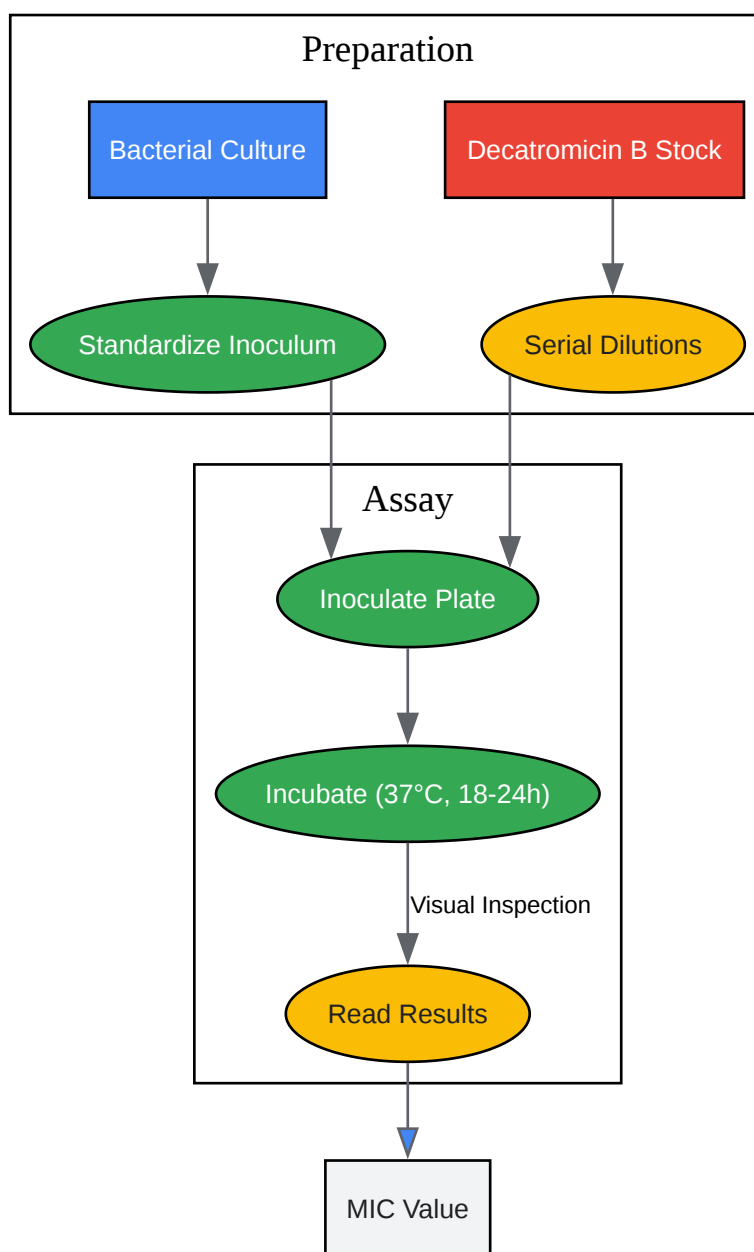 Preparation
Bacterial Culture
Decatromicin B Stock
Standardize Inoculum
Serial Dilutions
Assay
Inoculate Plate
Incubate (37°C, 18-24h)
Visual Inspection
Read Results
MIC Value